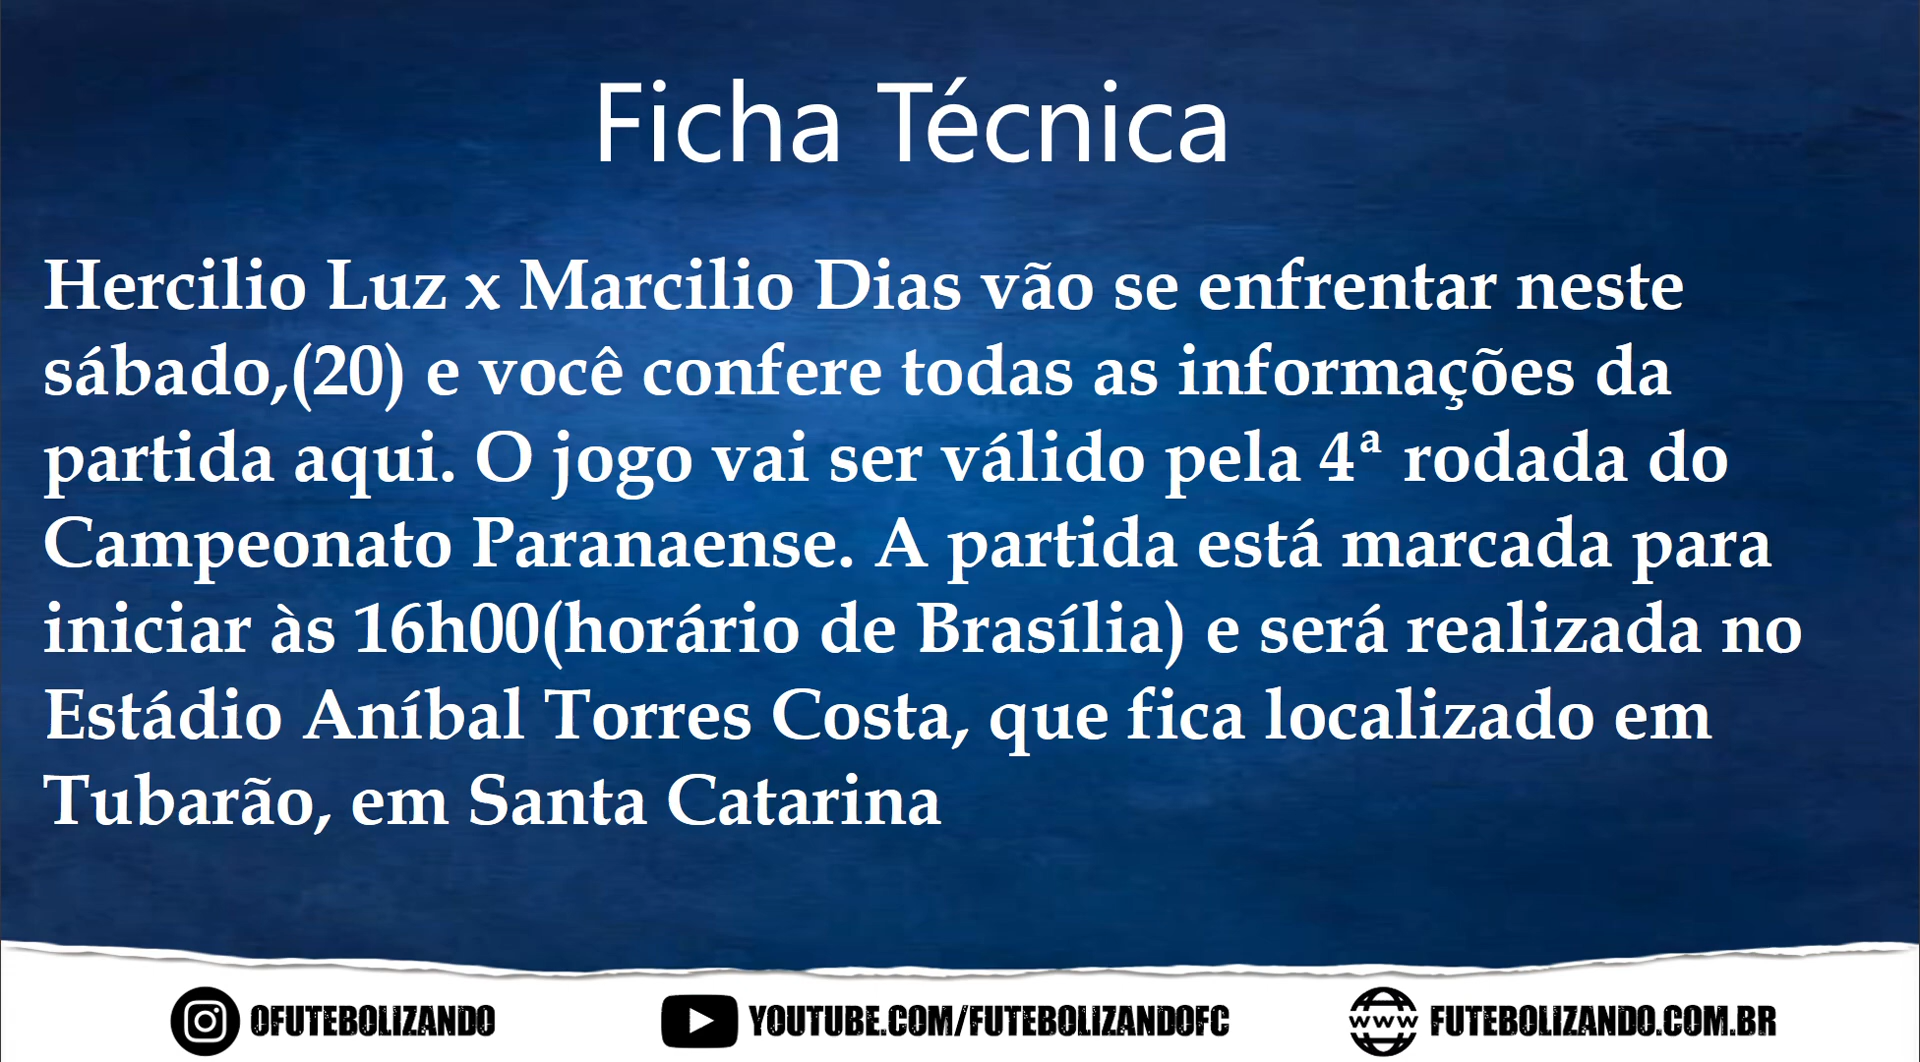 Ficha Técnica
Hercilio Luz x Marcilio Dias vão se enfrentar neste
sábado,(20) e você confere todas as informações da
partida aqui. O jogo vai ser válido pela 4ª rodada do
Campeonato Paranaense. A partida está marcada para
iniciar às 16h00(horário de Brasília) e será realizada no
Estádio Aníbal Torres Costa, que fica localizado em
Tubarão, em Santa Catarina
OFUTEBOLIZANDO YOUTUBE.COM/FUTEBOLIZANDOFC WWW FUTEBOLIZANDO.COM.BR